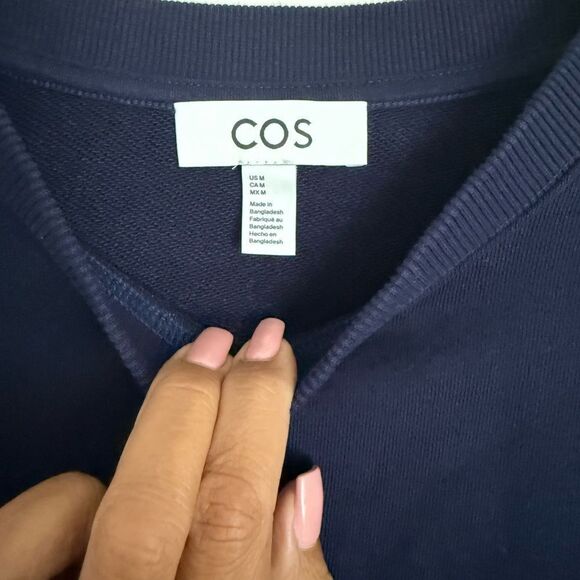 COS
US M
CA M
MX M
Made in
Bangladesh
Fabriqué au
Bangladesh
Hecho en
Bangladesh